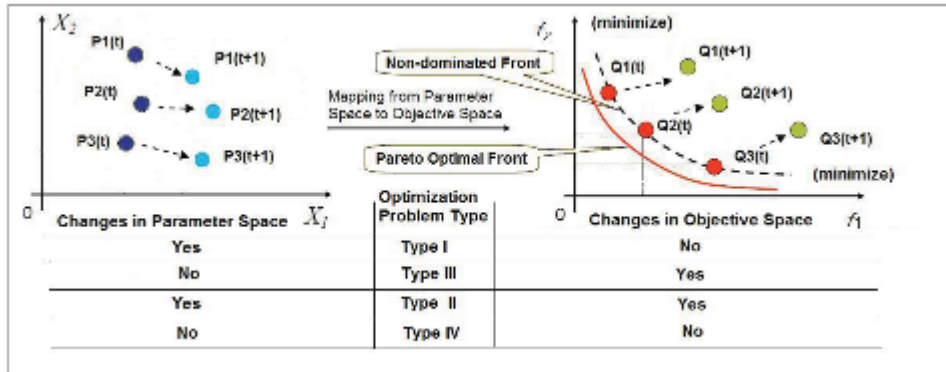 X2
P1(t)
P1(t+1)
P2(t)
P2(t+1)
P3(t)
P3(t+1)
0
X1
Mapping from Parameter
Space to Objective Space
Non-dominated Front
Pareto Optimal Front
(minimize)
Q1(t)
Q1(t+1)
Q2(t)
Q2(t+1)
Q3(t)
Q3(t+1)
(minimize)
0
f1
Changes in Parameter Space
Optimization
Problem Type
Changes in Objective Space
Yes Type I No
No Type III Yes
Yes Type II Yes
No Type IV No